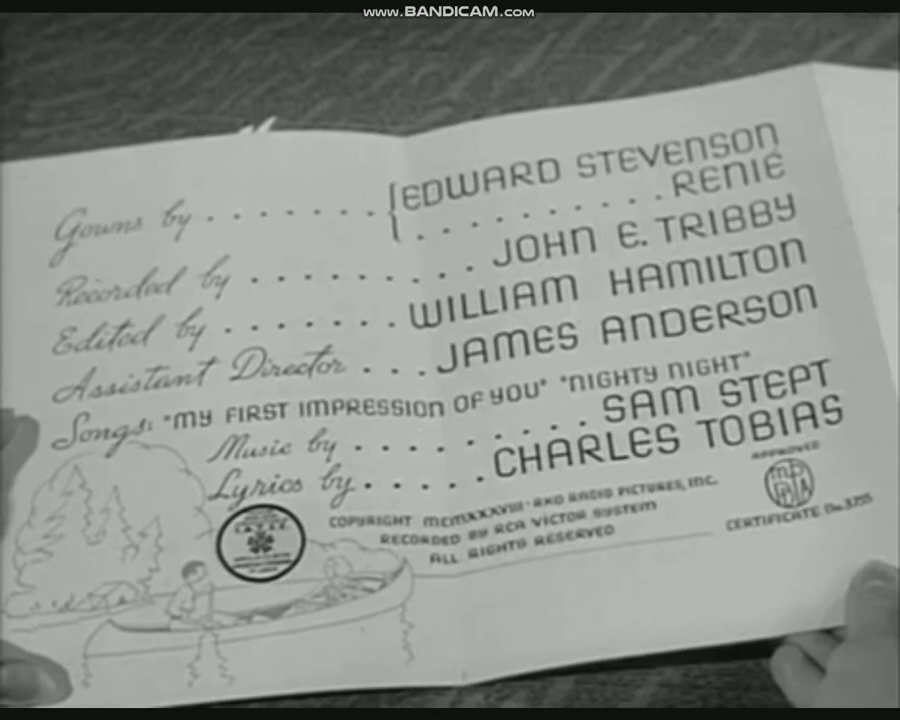 www.BANDICAM.com
Gowns by . . . . . . . { EDWARD STEVENSON
. . . . . . . . . . RENIÉ
Recorded by . . . . . . . . . JOHN E. TRIBBY
Edited by . . . . . . . WILLIAM HAMILTON
Assistant Director . . . JAMES ANDERSON
Songs: "MY FIRST IMPRESSION OF YOU" "NIGHTY NIGHT"
Music by . . . . . . . . . SAM STEPT
Lyrics by . . . . . CHARLES TOBIAS
COPYRIGHT MCMXXXVIII · RKO RADIO PICTURES, INC.
RECORDED BY RCA VICTOR SYSTEM
ALL RIGHTS RESERVED
APPROVED
MPPDA
CERTIFICATE No.
I.A.T.S.E.